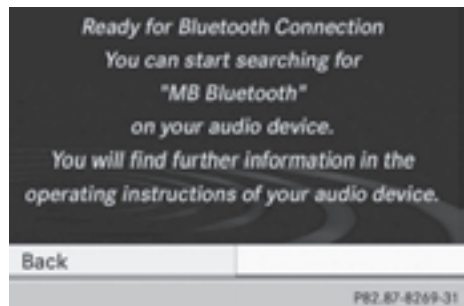 Ready for Bluetooth Connection
You can start searching for
"MB Bluetooth"
on your audio device.
You will find further information in the
operating instructions of your audio device.
Back
P82.87-8269-31